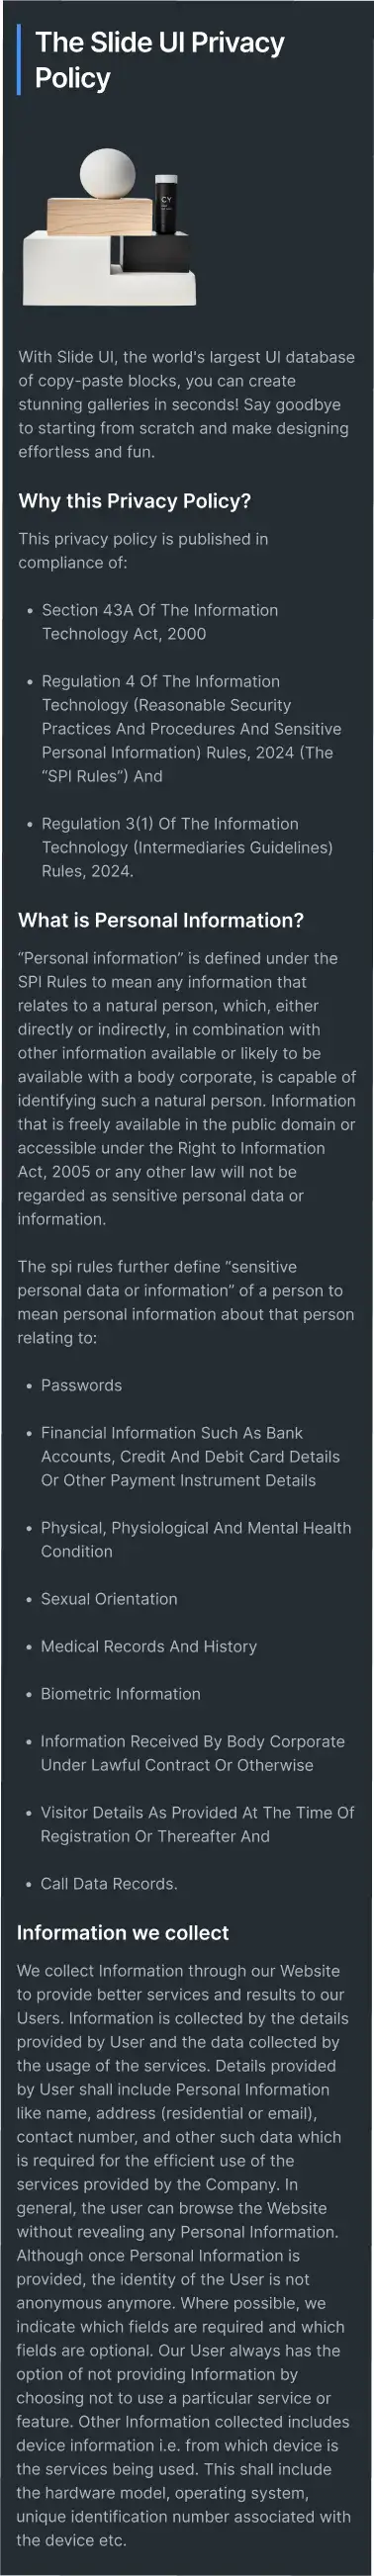 The Slide UI Privacy
Policy
CY
With Slide UI, the world's largest UI database
of copy-paste blocks, you can create
stunning galleries in seconds! Say goodbye
to starting from scratch and make designing
effortless and fun.
Why this Privacy Policy?
This privacy policy is published in
compliance of:
• Section 43A Of The Information
Technology Act, 2000
• Regulation 4 Of The Information
Technology (Reasonable Security
Practices And Procedures And Sensitive
Personal Information) Rules, 2024 (The
“SPI Rules”) And
• Regulation 3(1) Of The Information
Technology (Intermediaries Guidelines)
Rules, 2024.
What is Personal Information?
“Personal information” is defined under the
SPI Rules to mean any information that
relates to a natural person, which, either
directly or indirectly, in combination with
other information available or likely to be
available with a body corporate, is capable of
identifying such a natural person. Information
that is freely available in the public domain or
accessible under the Right to Information
Act, 2005 or any other law will not be
regarded as sensitive personal data or
information.
The spi rules further define “sensitive
personal data or information” of a person to
mean personal information about that person
relating to:
• Passwords
• Financial Information Such As Bank
Accounts, Credit And Debit Card Details
Or Other Payment Instrument Details
• Physical, Physiological And Mental Health
Condition
• Sexual Orientation
• Medical Records And History
• Biometric Information
• Information Received By Body Corporate
Under Lawful Contract Or Otherwise
• Visitor Details As Provided At The Time Of
Registration Or Thereafter And
• Call Data Records.
Information we collect
We collect Information through our Website
to provide better services and results to our
Users. Information is collected by the details
provided by User and the data collected by
the usage of the services. Details provided
by User shall include Personal Information
like name, address (residential or email),
contact number, and other such data which
is required for the efficient use of the
services provided by the Company. In
general, the user can browse the Website
without revealing any Personal Information.
Although once Personal Information is
provided, the identity of the User is not
anonymous anymore. Where possible, we
indicate which fields are required and which
fields are optional. Our User always has the
option of not providing Information by
choosing not to use a particular service or
feature. Other Information collected includes
device information i.e. from which device is
the services being used. This shall include
the hardware model, operating system,
unique identification number associated with
the device etc.